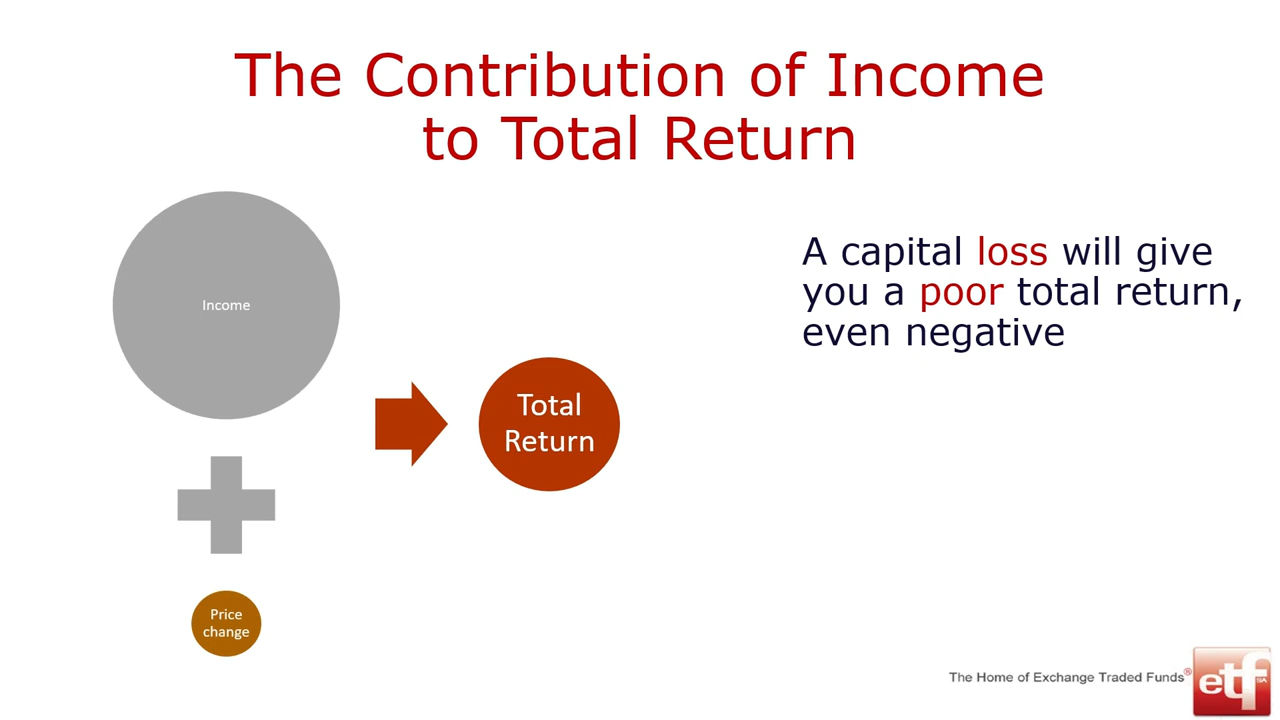 The Contribution of Income
to Total Return
Income
A capital loss will give
you a poor total return,
even negative
Total
Return
Price
change
The Home of Exchange Traded Funds®
etf
SA